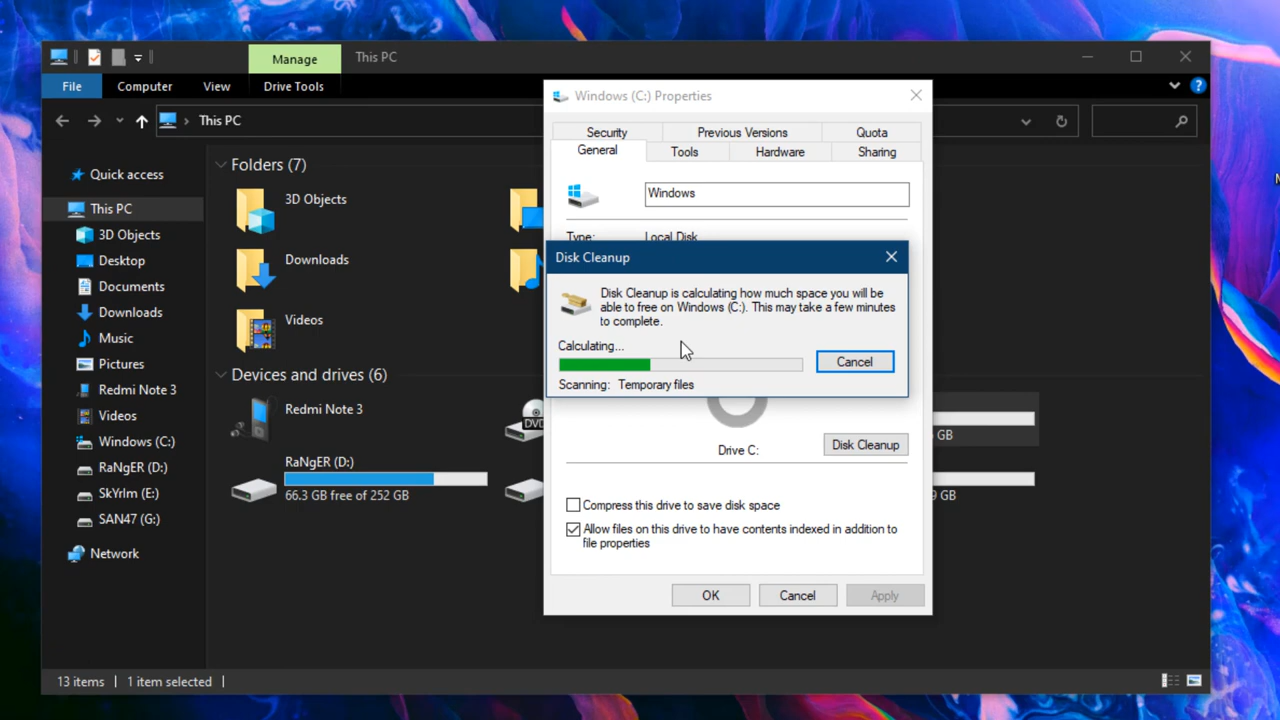 Manage
This PC
File
Computer
View
Drive Tools
This PC
Quick access
This PC
3D Objects
Desktop
Documents
Downloads
Music
Pictures
Redmi Note 3
Videos
Windows (C:)
RaNgER (D:)
SkYrIm (E:)
SAN47 (G:)
Network
Folders (7)
3D Objects
Downloads
Videos
Devices and drives (6)
Redmi Note 3
DVD
RaNgER (D:)
66.3 GB free of 252 GB
GB
GB
Windows (C:) Properties
Security
Previous Versions
Quota
General
Tools
Hardware
Sharing
Windows
Type:
Local Disk
Disk Cleanup
Disk Cleanup is calculating how much space you will be
able to free on Windows (C:). This may take a few minutes
to complete.
Calculating...
Cancel
Scanning: Temporary files
Drive C:
Disk Cleanup
Compress this drive to save disk space
Allow files on this drive to have contents indexed in addition to
file properties
OK
Cancel
Apply
13 items
1 item selected